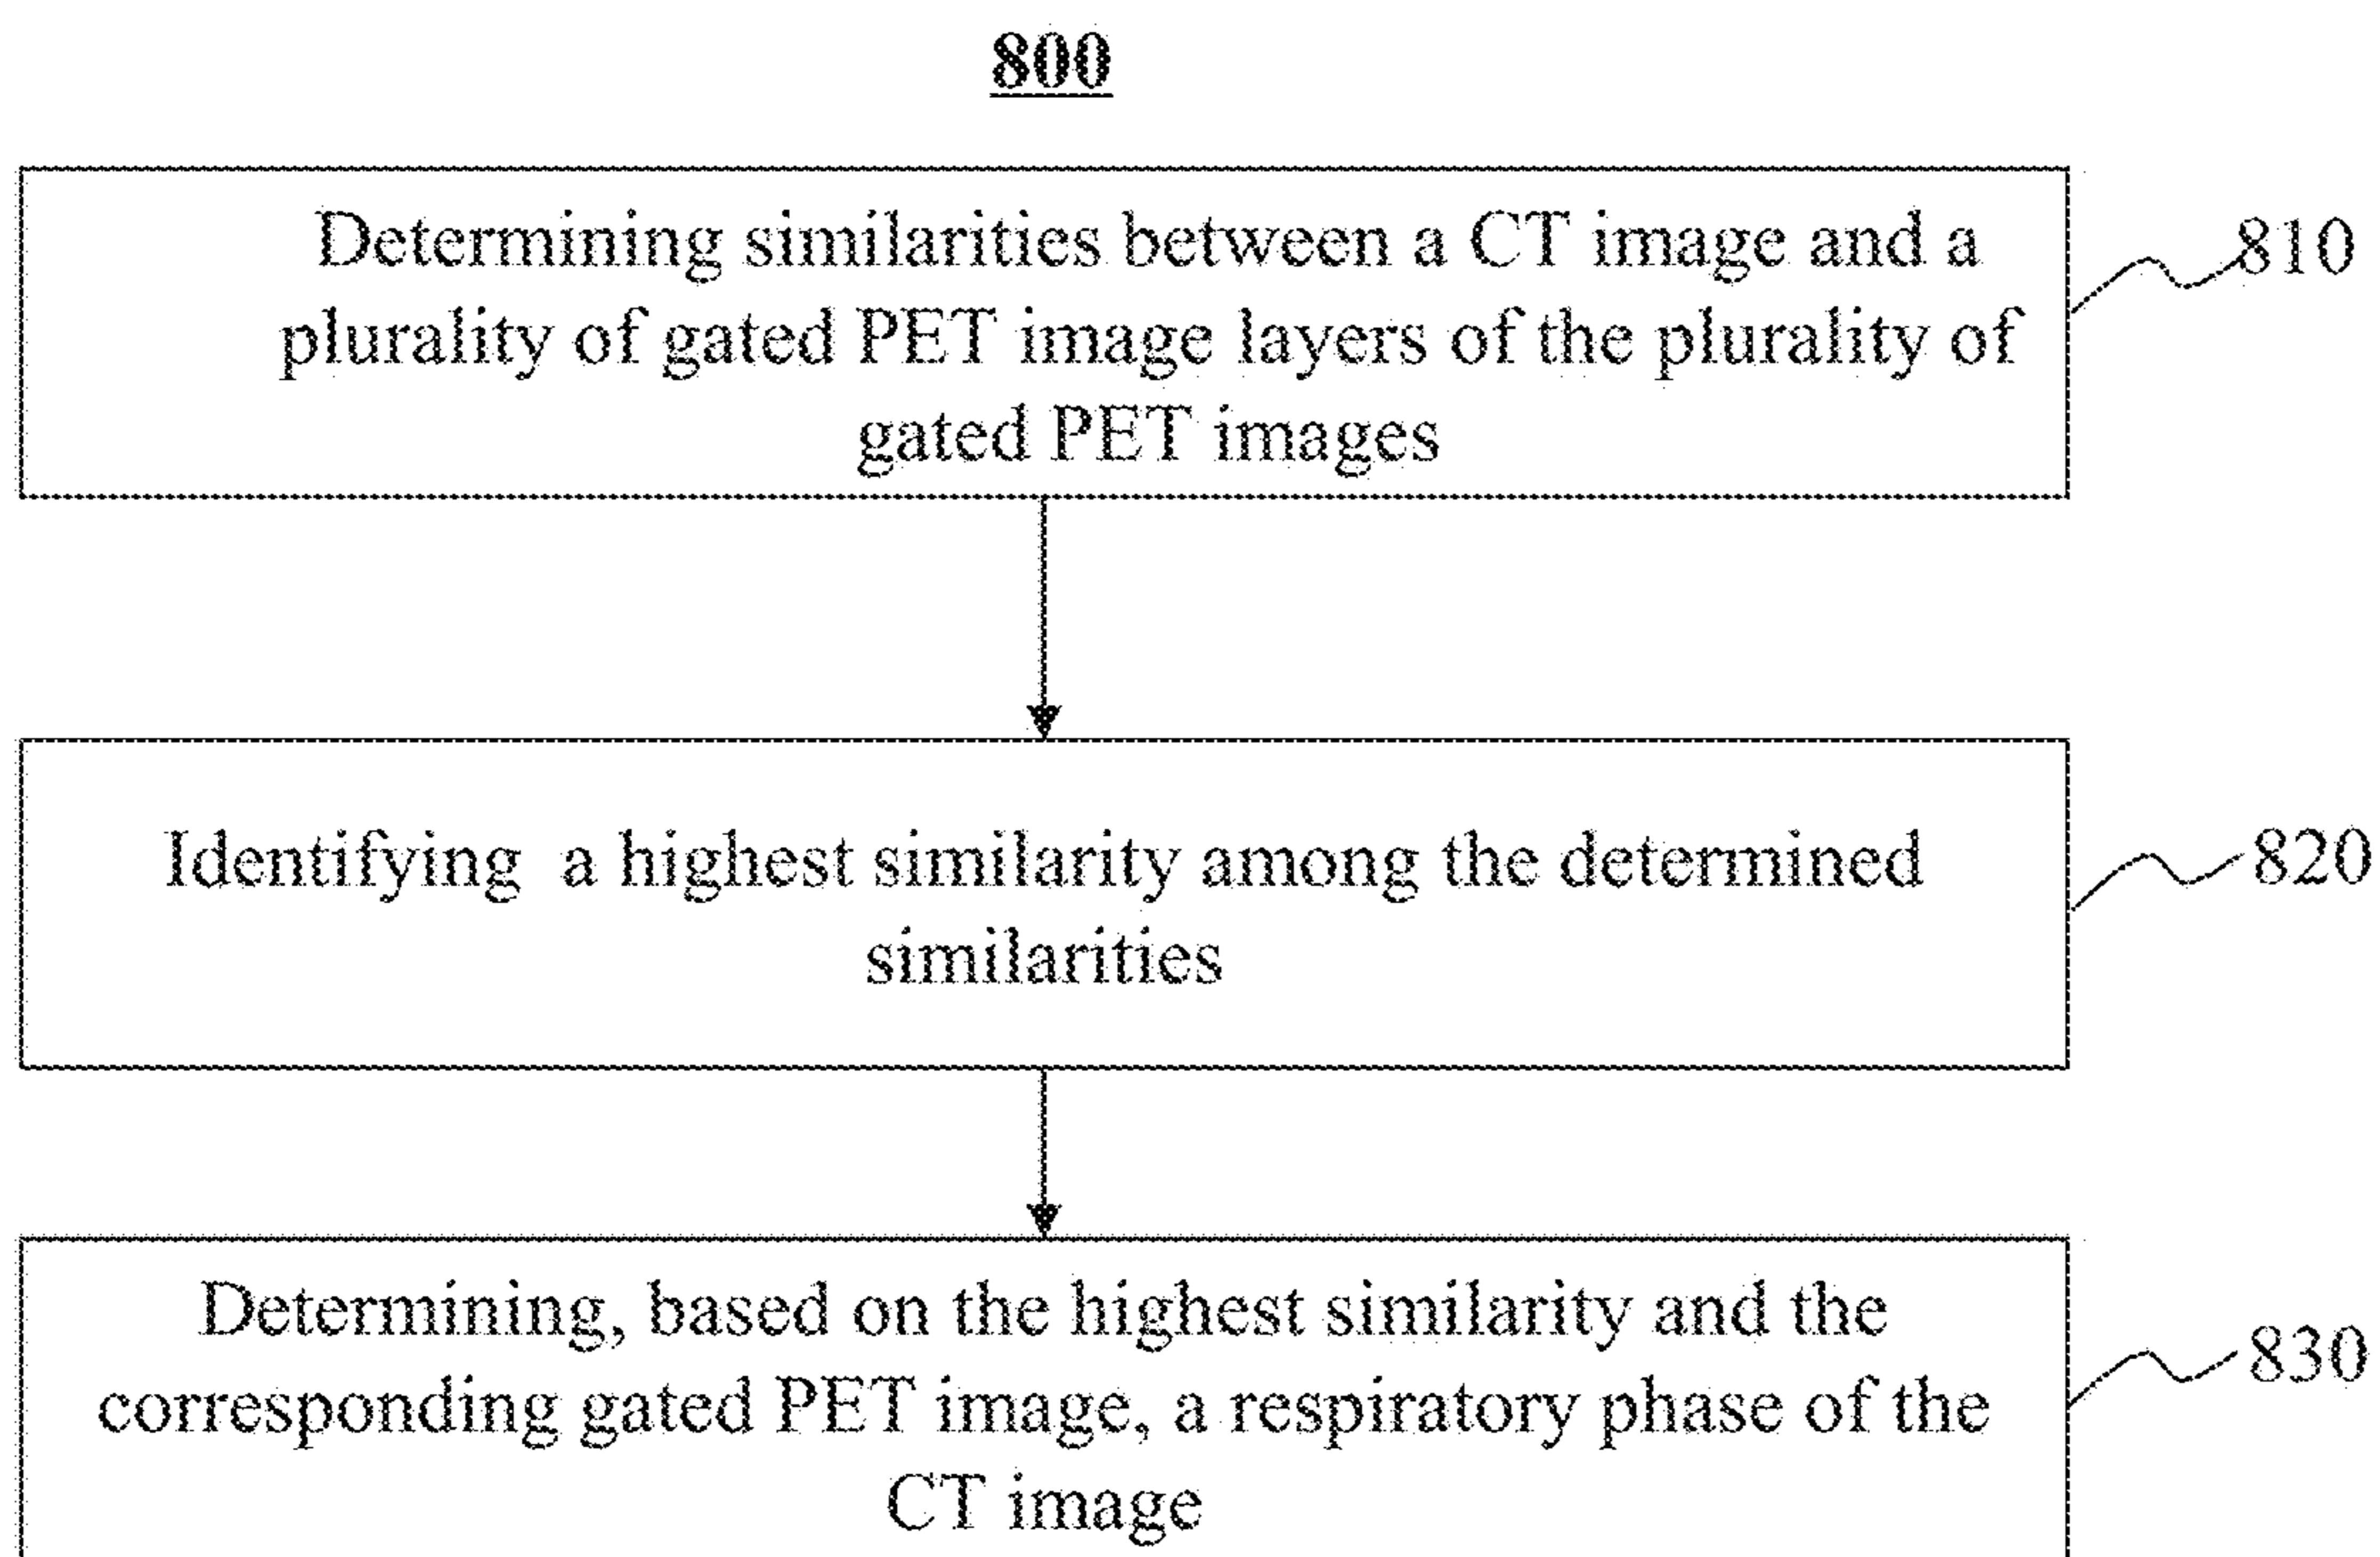 800
Determining similarities between a CT image and a
plurality of gated PET image layers of the plurality of
gated PET images
810
Identifying a highest similarity among the determined
similarities
820
Determining, based on the highest similarity and the
corresponding gated PET image, a respiratory phase of the
CT image
830